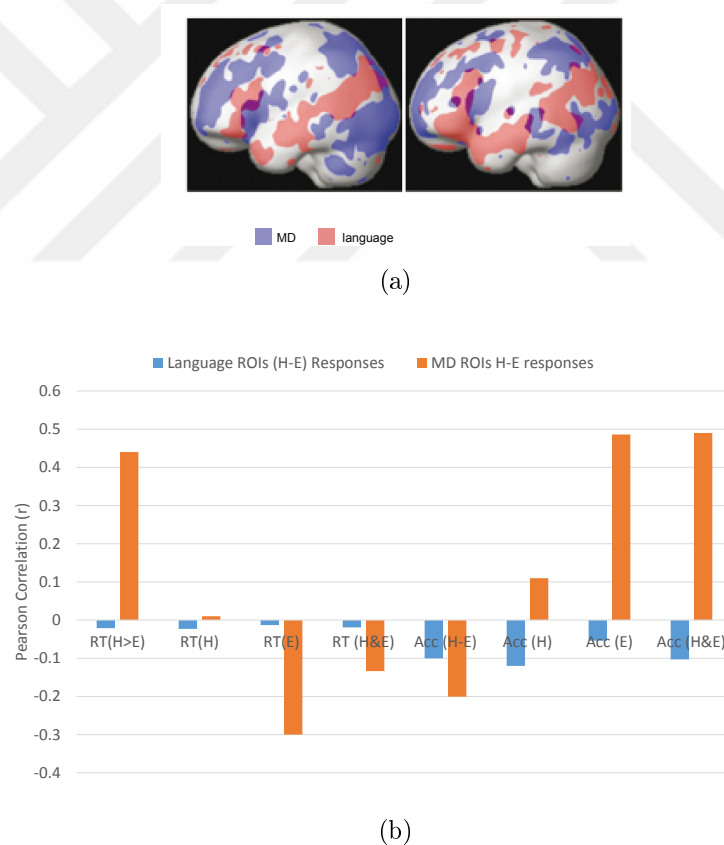 MD language
(a)
Language ROIs (H-E) Responses MD ROIs H-E responses
0.6
0.5
0.4
0.3
0.2
0.1
0
-0.1
-0.2
-0.3
-0.4
Pearson Correlation (r)
RT(H>E) RT(H) RT(E) RT (H&E) Acc (H-E) Acc (H) Acc (E) Acc (H&E)
(b)